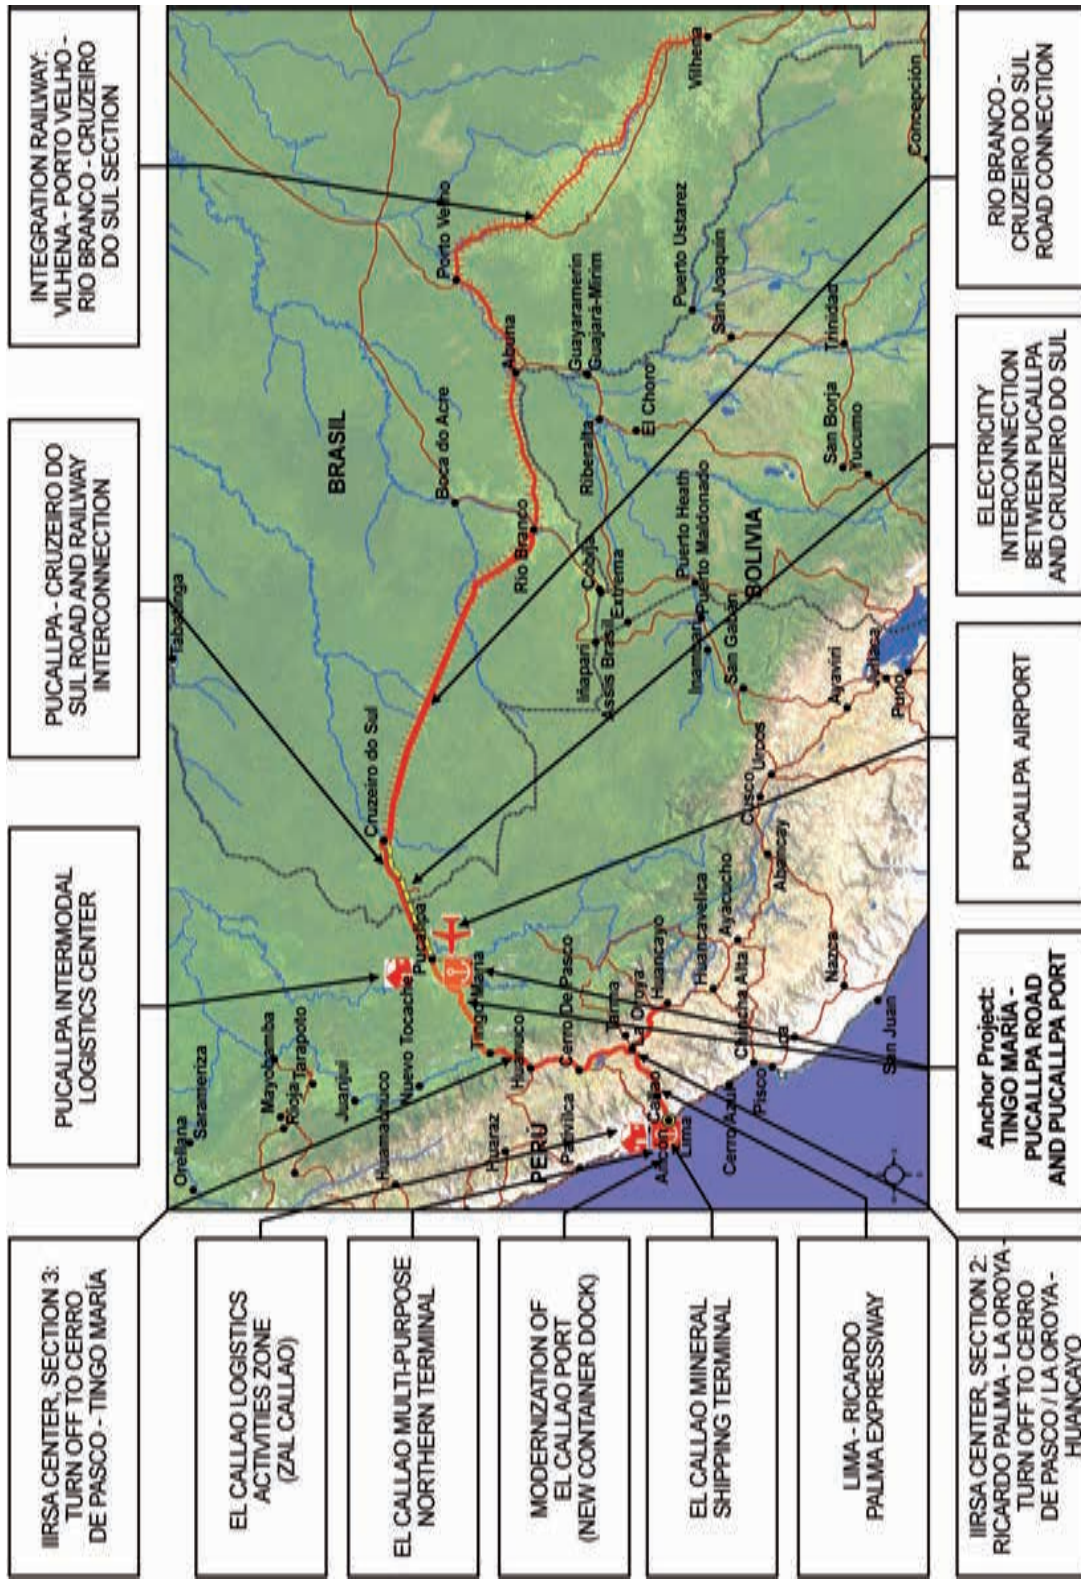 IIRSA CENTER, SECTION 3:
TURN OFF TO CERRO
DE PASCO - TINGO MARÍA
PUCALLPA INTERMODAL
LOGISTICS CENTER
PUCALLPA - CRUZEIRO DO
SUL ROAD AND RAILWAY
INTERCONNECTION
INTEGRATION RAILWAY:
VILHENA - PORTO VELHO -
RIO BRANCO - CRUZEIRO
DO SUL SECTION
EL CALLAO LOGISTICS
ACTIVITIES ZONE
(ZAL CALLAO)
EL CALLAO MULTI-PURPOSE
NORTHERN TERMINAL
MODERNIZATION OF
EL CALLAO PORT
(NEW CONTAINER DOCK)
EL CALLAO MINERAL
SHIPPING TERMINAL
LIMA - RICARDO
PALMA EXPRESSWAY
IIRSA CENTER, SECTION 2:
RICARDO PALMA - LA OROYA -
TURN OFF TO CERRO
DE PASCO / LA OROYA -
HUANCAYO
Anchor Project:
TINGO MARÍA -
PUCALLPA ROAD
AND PUCALLPA PORT
PUCALLPA AIRPORT
ELECTRICITY
INTERCONNECTION
BETWEEN PUCALLPA
AND CRUZEIRO DO SUL
RIO BRANCO -
CRUZEIRO DO SUL
ROAD CONNECTION
Orellana
Sarameriza
Tabatinga
Mayobamba
Rioja
Tarapoto
Juanjuí
BRASIL
Huamachuco
Nuevo Tocache
Pucallpa
Cruzeiro do Sul
Boca do Acre
Porto Velho
Tingo María
Huaraz
Huánuco
Rio Branco
Abuna
PERÚ
Pativilca
Cerro De Pasco
Iñapari
Assis Brasil
Cobija
Extrema
Riberalta
Guayaramerin
Guajará-Mirim
El Choro
Tarma
La Oroya
Ancón
Callao
Lima
Huancayo
Inambari
Puerto Heath
Puerto Maldonado
Puerto Ustarez
Vilhena
Huancavelica
Ayacucho
San Gabán
BOLIVIA
San Joaquín
Cerro Azul
Chincha Alta
Pisco
Ica
Abancay
Cusco
Urcos
Nazca
San Juan
Ayaviri
Juliaca
Puno
San Borja
Yucumo
Trinidad
Concepción